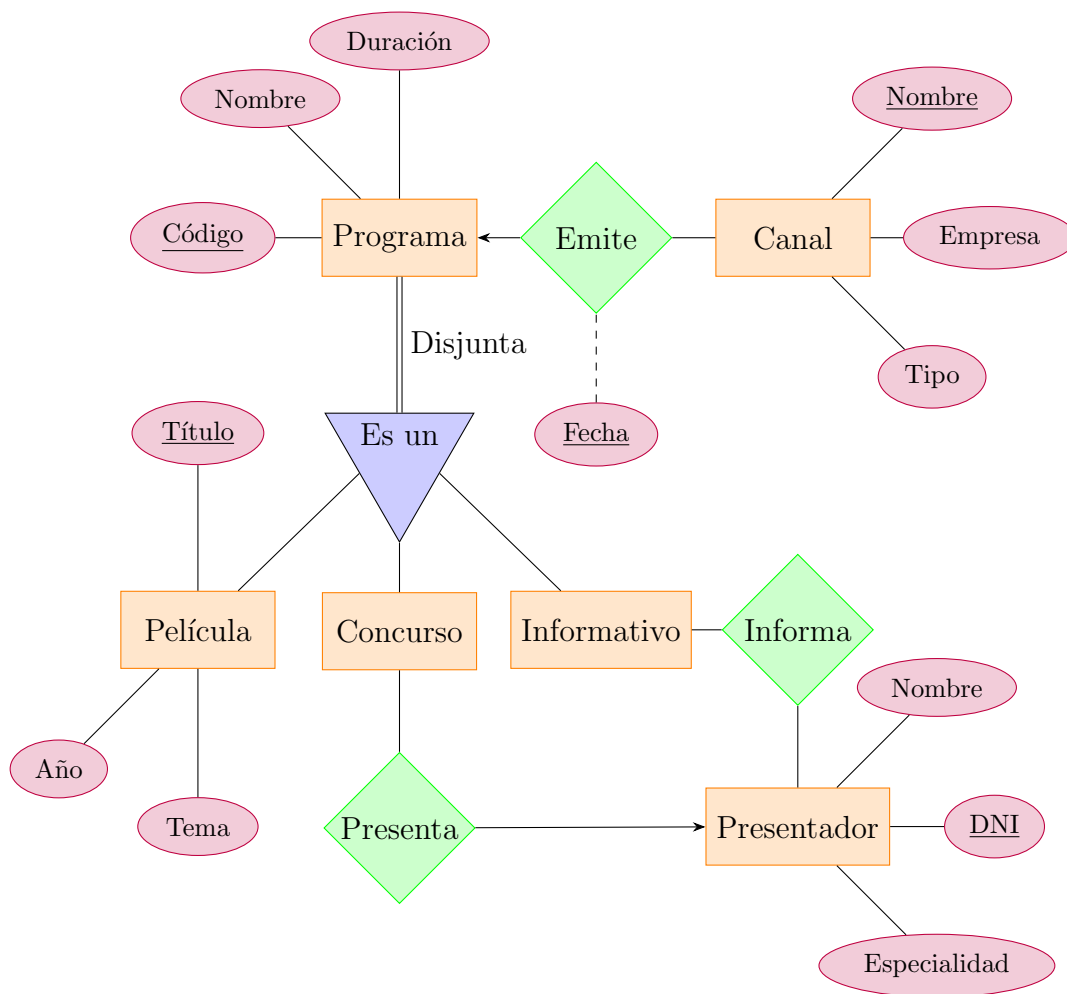 Duración
Nombre
Nombre
Código
Programa
Emite
Canal
Empresa
Disjunta
Tipo
Título
Es un
Fecha
Película
Concurso
Informativo
Informa
Nombre
Año
Tema
Presenta
Presentador
DNI
Especialidad